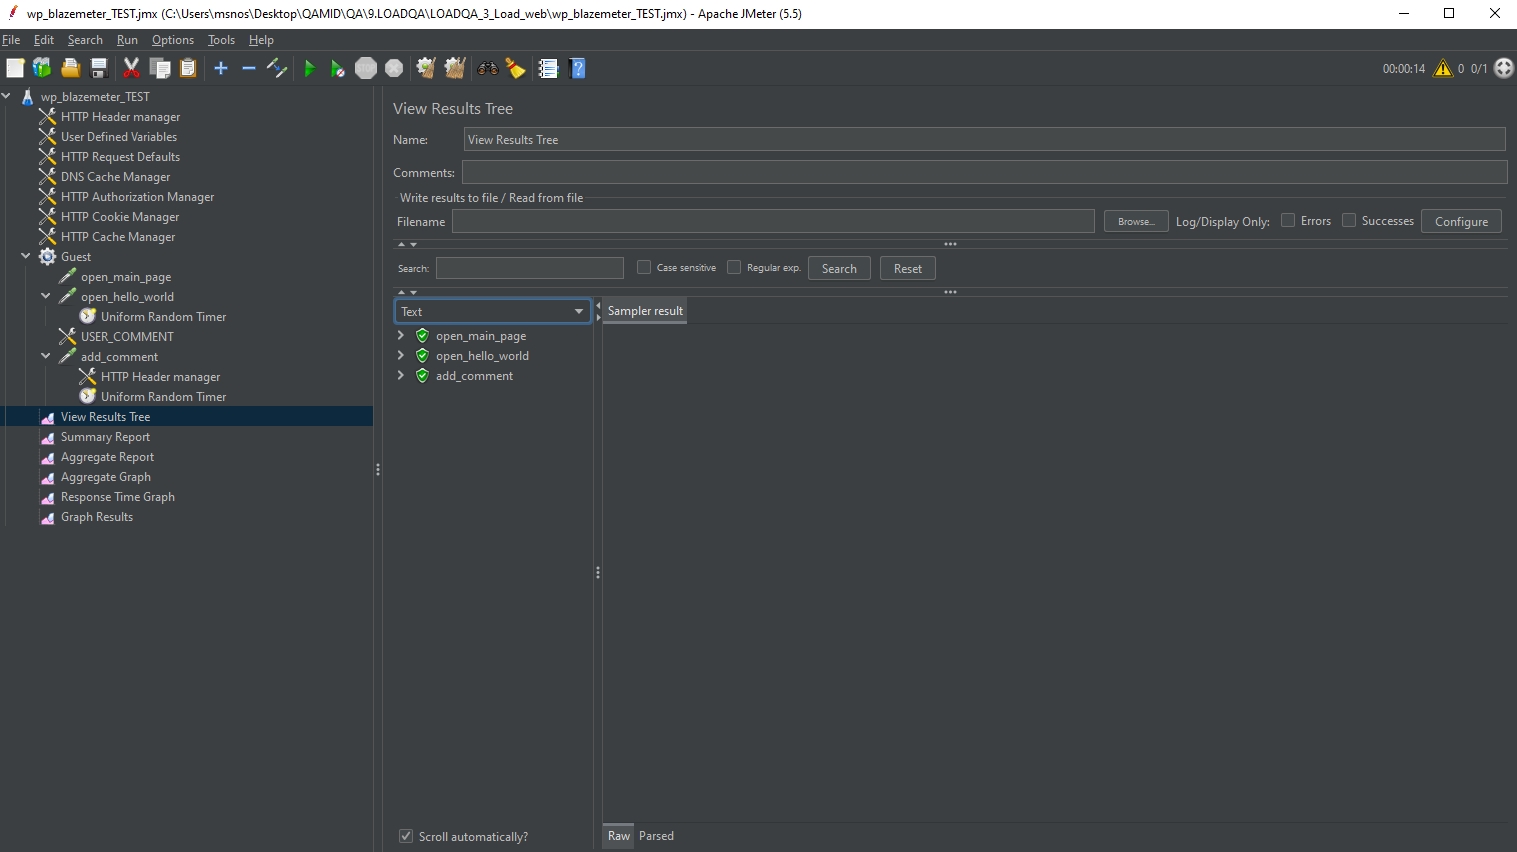 wp_blazemeter_TEST.jmx (C:\Users\msnos\Desktop\QAMID\QA\9.LOADQA\LOADQA_3_Load_web\wp_blazemeter_TEST.jmx) - Apache JMeter (5.5)
File Edit Search Run Options Tools Help
STOP
00:00:14 0 0/1
wp_blazemeter_TEST
HTTP Header manager
User Defined Variables
HTTP Request Defaults
DNS Cache Manager
HTTP Authorization Manager
HTTP Cookie Manager
HTTP Cache Manager
Guest
open_main_page
open_hello_world
Uniform Random Timer
USER_COMMENT
add_comment
HTTP Header manager
Uniform Random Timer
View Results Tree
Summary Report
Aggregate Report
Aggregate Graph
Response Time Graph
Graph Results
View Results Tree
Name: View Results Tree
Comments:
Write results to file / Read from file
Filename Browse... Log/Display Only: Errors Successes Configure
Search: Case sensitive Regular exp. Search Reset
Text
open_main_page
open_hello_world
add_comment
Scroll automatically?
Sampler result
Raw Parsed